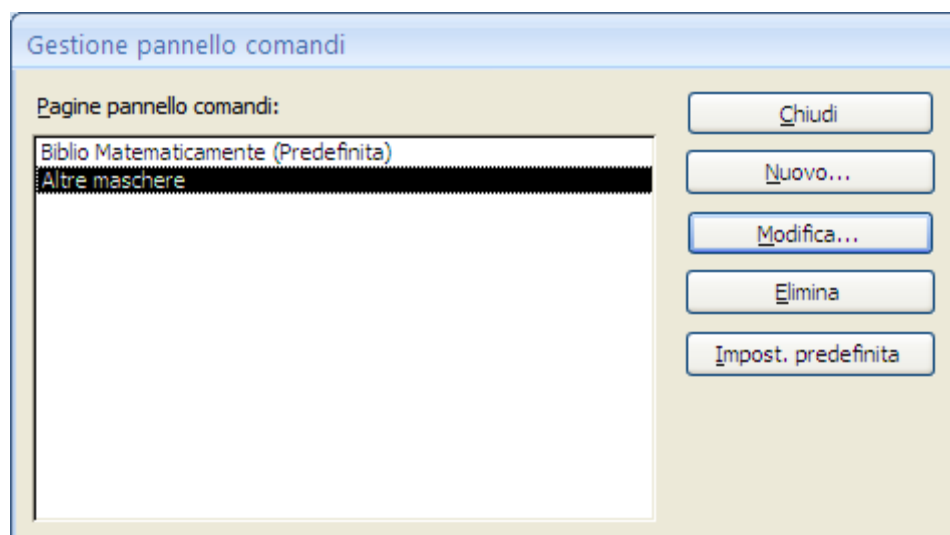 Gestione pannello comandi
Pagine pannello comandi:
Biblio Matematicamente (Predefinita)
Altre maschere
Chiudi
Nuovo...
Modifica...
Elimina
Impost. predefinita